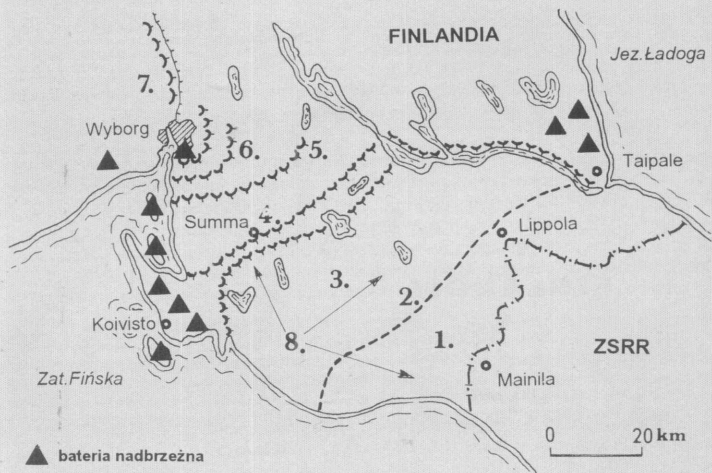 FINLANDIA
Jez.Ładoga
7.
Wyborg
6.
5.
Taipale
Summa
4.
Lippola
3.
2.
Koivisto
8.
1.
ZSRR
Zat.Fińska
Mainila
0 20 km
bateria nadbrzeżna